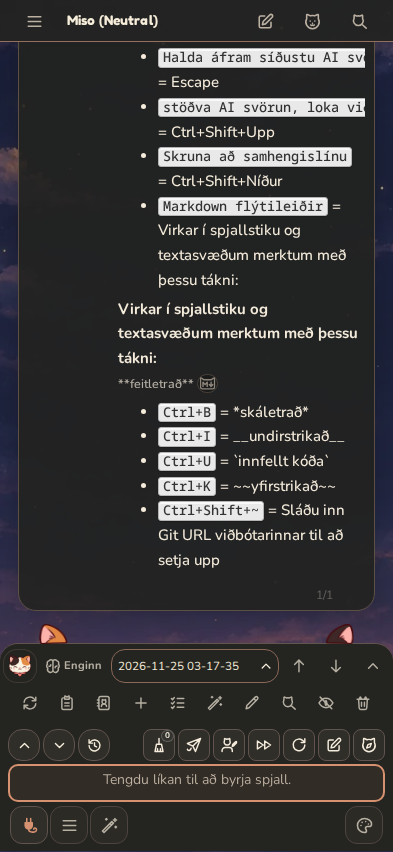 Miso (Neutral)
Halda áfram síðustu AI
= Escape
stöðva AI svörun, loka
= Ctrl+Shift+Upp
Skruna að samhengislínu
= Ctrl+Shift+Niður
Markdown flýtileiðir =
Virkar í spjallstiku og
textasvæðum merktum með
þessu tákni:
Virkar í spjallstiku og
textasvæðum merktum með þessu
tákni:
**feitletrað**
Ctrl+B = *skáletrað*
Ctrl+I = __undirstrikað__
Ctrl+U = `innfellt kóða`
Ctrl+K = ~~yfirstrikað~~
Ctrl+Shift+~ = Sláðu inn
Git URL viðbótarinnar til að
setja upp
1/1
Enginn
2026-11-25 03-17-35
0
Tengdu líkan til að byrja spjall.